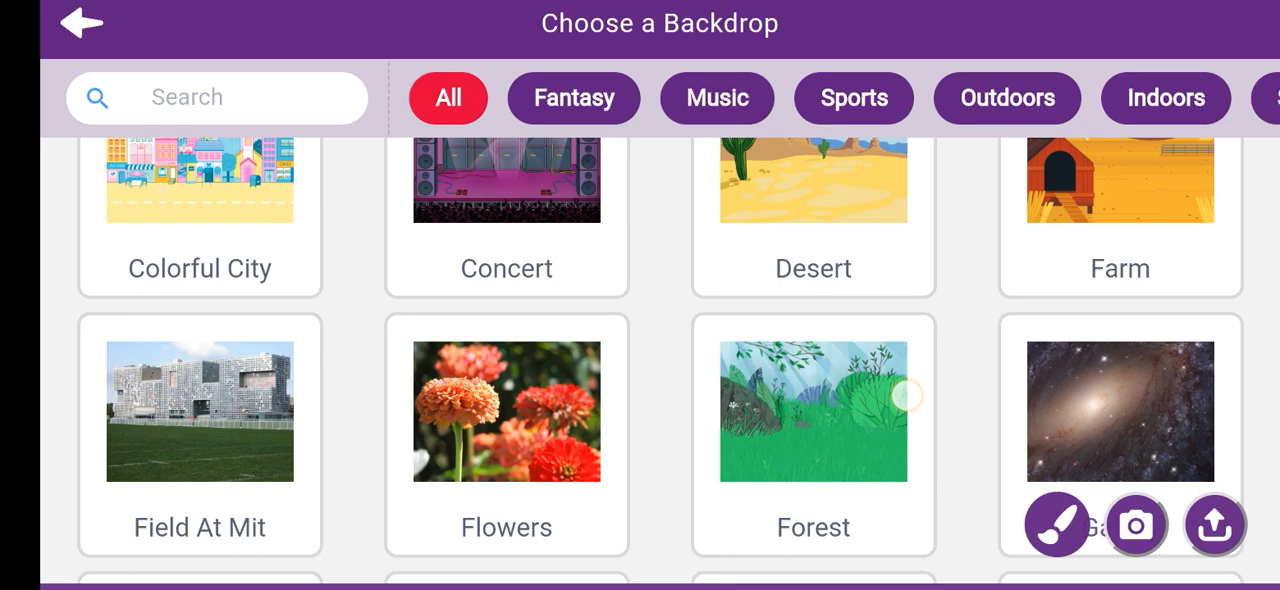 Choose a Backdrop
Search
All
Fantasy
Music
Sports
Outdoors
Indoors
Colorful City
Concert
Desert
Farm
Field At Mit
Flowers
Forest